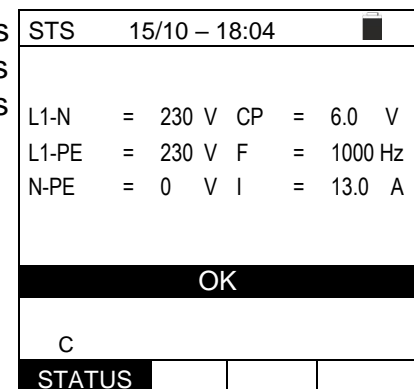 STS 15/10 – 18:04
s
s
s
L1-N = 230 V CP = 6.0 V
L1-PE = 230 V F = 1000 Hz
N-PE = 0 V I = 13.0 A
OK
C
STATUS